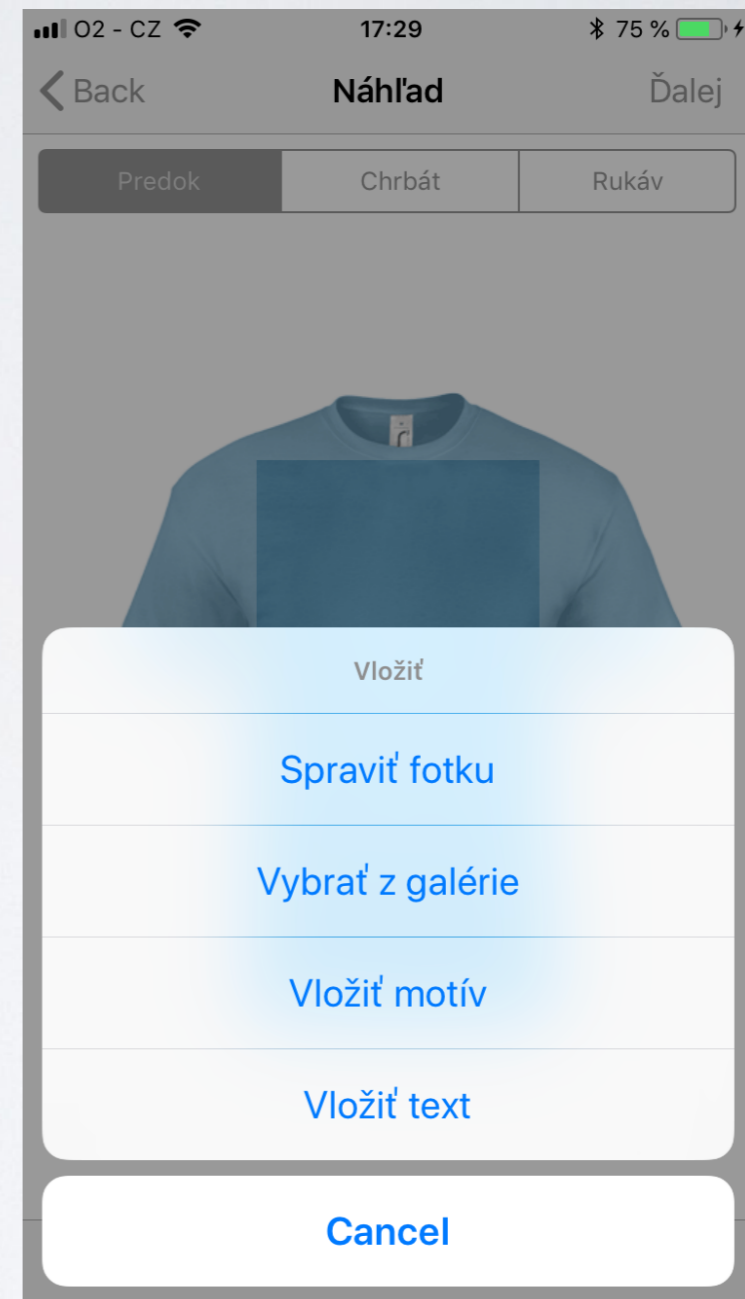 O2 - CZ 17:29 75 %
Back Náhľad Ďalej
Predok Chrbát Rukáv
Vložiť
Spraviť fotku
Vybrať z galérie
Vložiť motív
Vložiť text
Cancel